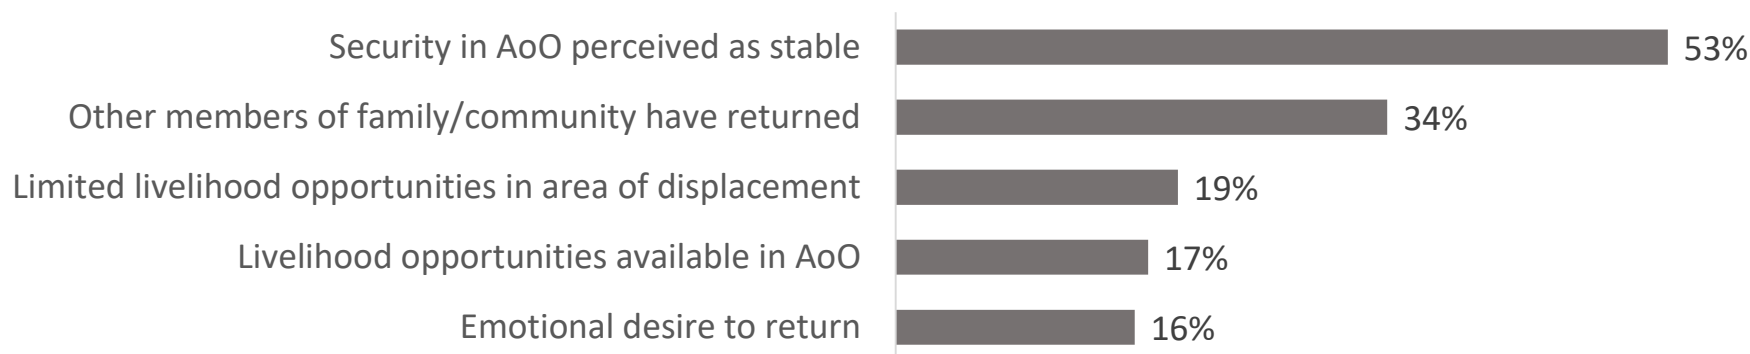 Security in AoO perceived as stable 53%
Other members of family/community have returned 34%
Limited livelihood opportunities in area of displacement 19%
Livelihood opportunities available in AoO 17%
Emotional desire to return 16%